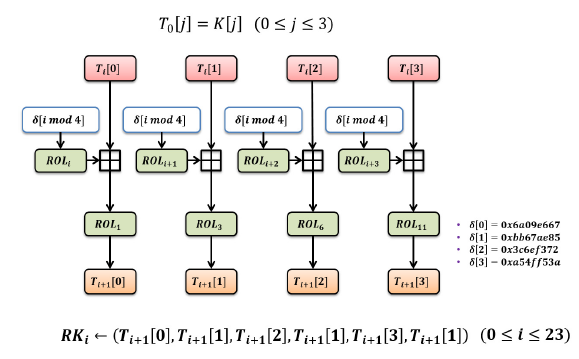 T₀[j] = K[j] (0 ≤ j ≤ 3)
Tᵢ[0] Tᵢ[1] Tᵢ[2] Tᵢ[3]
δ[i mod 4] δ[i mod 4] δ[i mod 4] δ[i mod 4]
ROLᵢ ROLᵢ₊₁ ROLᵢ₊₂ ROLᵢ₊₃
ROL₁ ROL₃ ROL₆ ROL₁₁
• δ[0] = 0x6a09e667
• δ[1] = 0xbb67ae85
• δ[2] = 0x3c6ef372
• δ[3] − 0xa54ff53a
Tᵢ₊₁[0] Tᵢ₊₁[1] Tᵢ₊₁[2] Tᵢ₊₁[3]
RKᵢ ← (Tᵢ₊₁[0], Tᵢ₊₁[1], Tᵢ₊₁[2], Tᵢ₊₁[1], Tᵢ₊₁[3], Tᵢ₊₁[1]) (0 ≤ i ≤ 23)